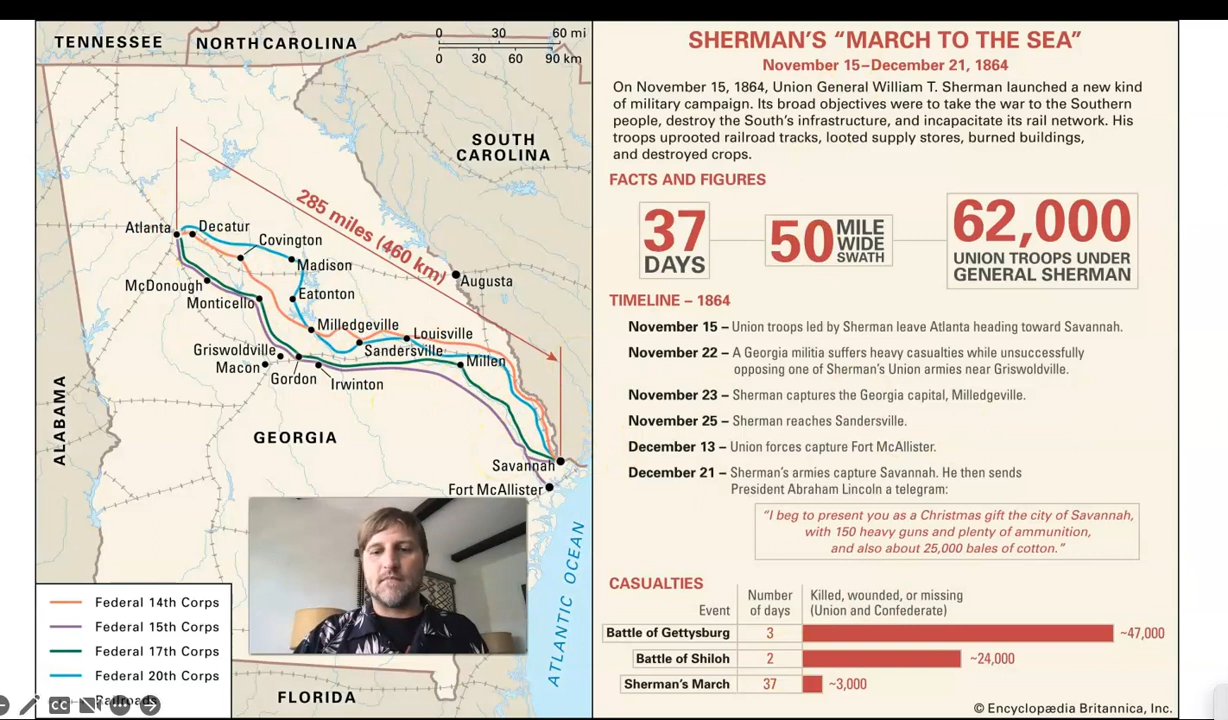 TENNESSEE
NORTH CAROLINA
0 30 60 mi
0 30 60 90 km
SOUTH CAROLINA
285 miles (460 km)
Atlanta
Decatur
Covington
Madison
McDonough
Monticello
Eatonton
Augusta
Milledgeville
Louisville
Griswoldville
Sandersville
Macon
Millen
Gordon
Irwinton
ALABAMA
GEORGIA
Savannah
Fort McAllister
ATLANTIC OCEAN
Federal 14th Corps
Federal 15th Corps
Federal 17th Corps
Federal 20th Corps
Railroads
CC
FLORIDA
SHERMAN'S “MARCH TO THE SEA”
November 15–December 21, 1864
On November 15, 1864, Union General William T. Sherman launched a new kind
of military campaign. Its broad objectives were to take the war to the Southern
people, destroy the South's infrastructure, and incapacitate its rail network. His
troops uprooted railroad tracks, looted supply stores, burned buildings,
and destroyed crops.
FACTS AND FIGURES
37 DAYS
50 MILE WIDE SWATH
62,000
UNION TROOPS UNDER
GENERAL SHERMAN
TIMELINE – 1864
November 15 – Union troops led by Sherman leave Atlanta heading toward Savannah.
November 22 – A Georgia militia suffers heavy casualties while unsuccessfully
opposing one of Sherman's Union armies near Griswoldville.
November 23 – Sherman captures the Georgia capital, Milledgeville.
November 25 – Sherman reaches Sandersville.
December 13 – Union forces capture Fort McAllister.
December 21 – Sherman's armies capture Savannah. He then sends
President Abraham Lincoln a telegram:
“I beg to present you as a Christmas gift the city of Savannah,
with 150 heavy guns and plenty of ammunition,
and also about 25,000 bales of cotton.”
CASUALTIES
Event
Number of days
Killed, wounded, or missing
(Union and Confederate)
Battle of Gettysburg 3 ~47,000
Battle of Shiloh 2 ~24,000
Sherman's March 37 ~3,000
© Encyclopædia Britannica, Inc.